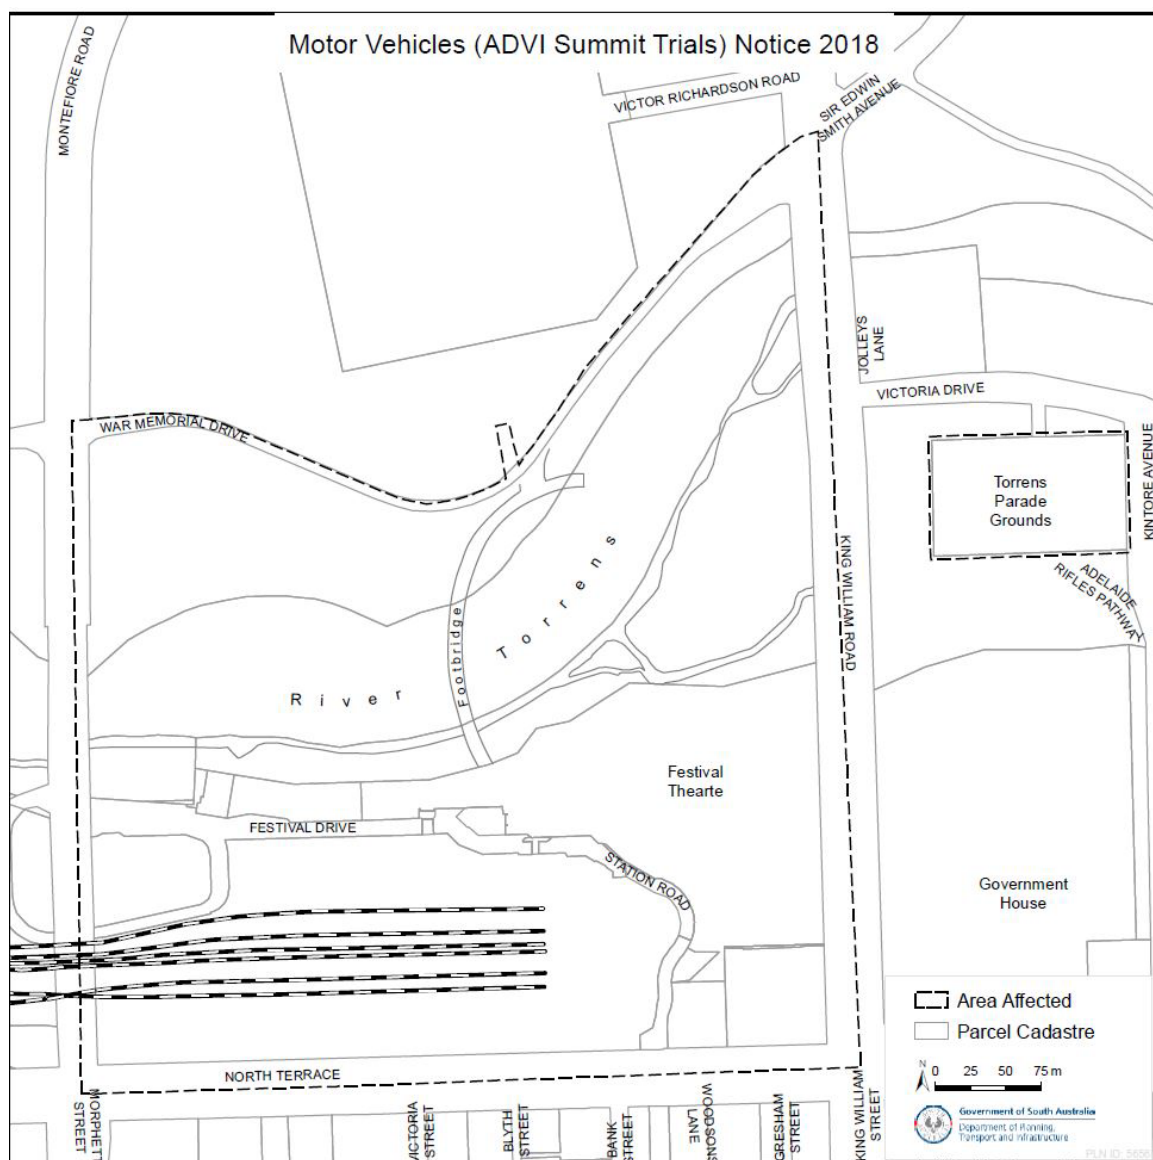 Motor Vehicles (ADVI Summit Trials) Notice 2018
MONTEFIORE ROAD
VICTOR RICHARDSON ROAD
SIR EDWIN
SMITH AVENUE
JOLLEYS
LANE
VICTORIA DRIVE
WAR MEMORIAL DRIVE
KINTORE AVENUE
Torrens
Parade
Grounds
KING WILLIAM ROAD
ADELAIDE
RIFLES PATHWAY
River Torrens
Footbridge
Festival
Thearte
FESTIVAL DRIVE
STATION ROAD
Government
House
NORTH TERRACE
MORPHETT
STREET
VICTORIA
STREET
BLYTH
STREET
BANK
STREET
WOODSONS
LANE
GRESHAM
STREET
KING WILLIAM
STREET
Area Affected
Parcel Cadastre
N
0 25 50 75 m
Government of South Australia
Department of Planning,
Transport and Infrastructure